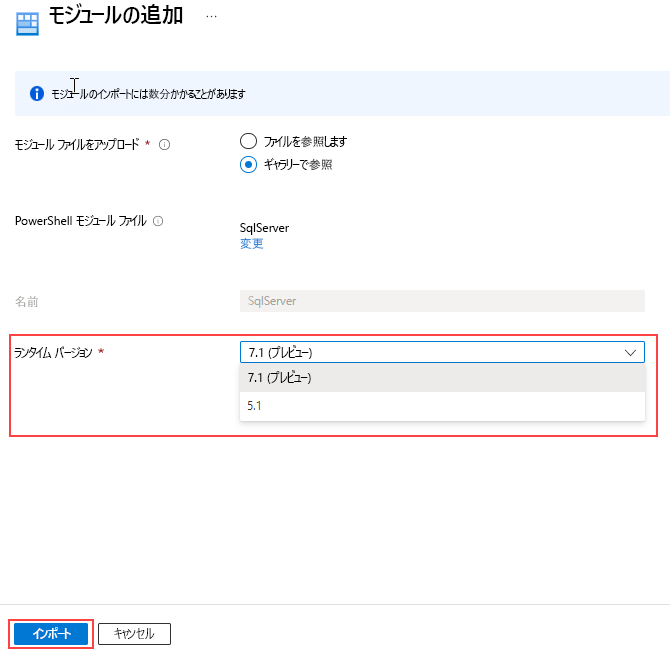 モジュールの追加 ...
モジュールのインポートには数分かかることがあります
モジュール ファイルをアップロード *
ファイルを参照します
ギャラリーで参照
PowerShell モジュール ファイル
SqlServer
変更
名前
SqlServer
ランタイム バージョン *
7.1 (プレビュー)
7.1 (プレビュー)
5.1
インポート
キャンセル